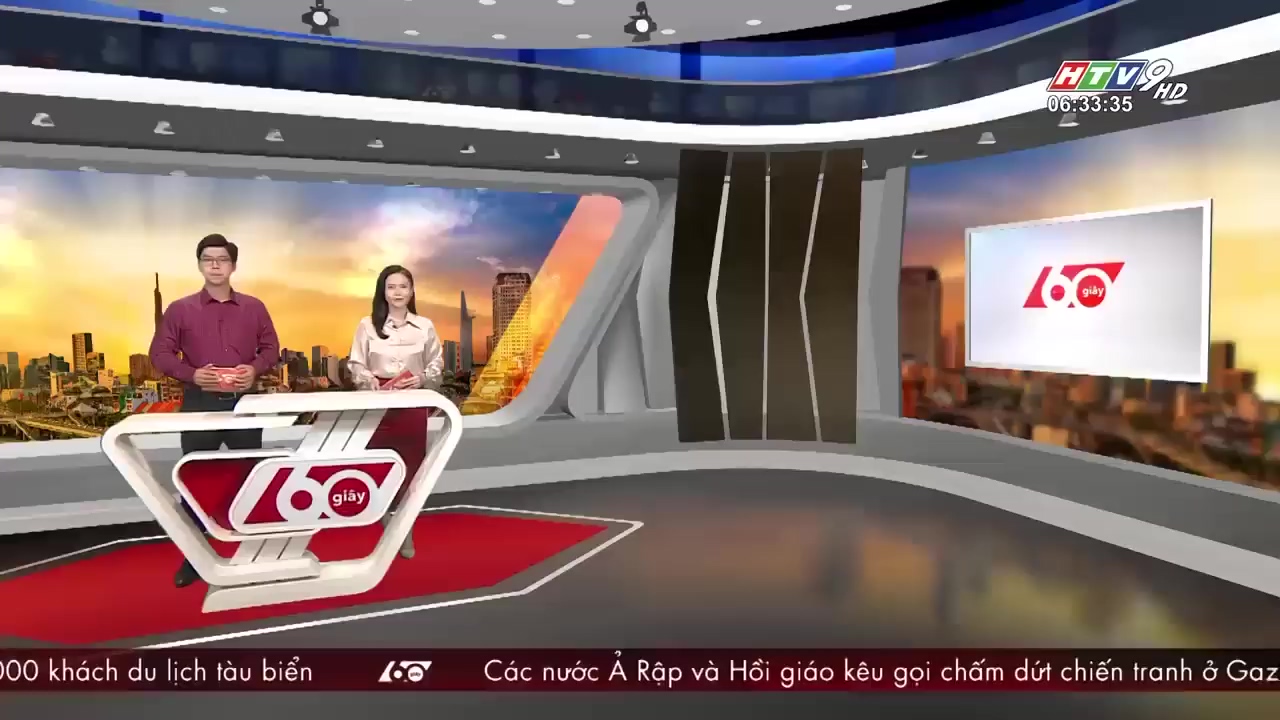 HTV9 HD
06:33:35
60 giây
60 giây
000 khách du lịch tàu biển 60 giây Các nước Ả Rập và Hồi giáo kêu gọi chấm dứt chiến tranh ở Gaz